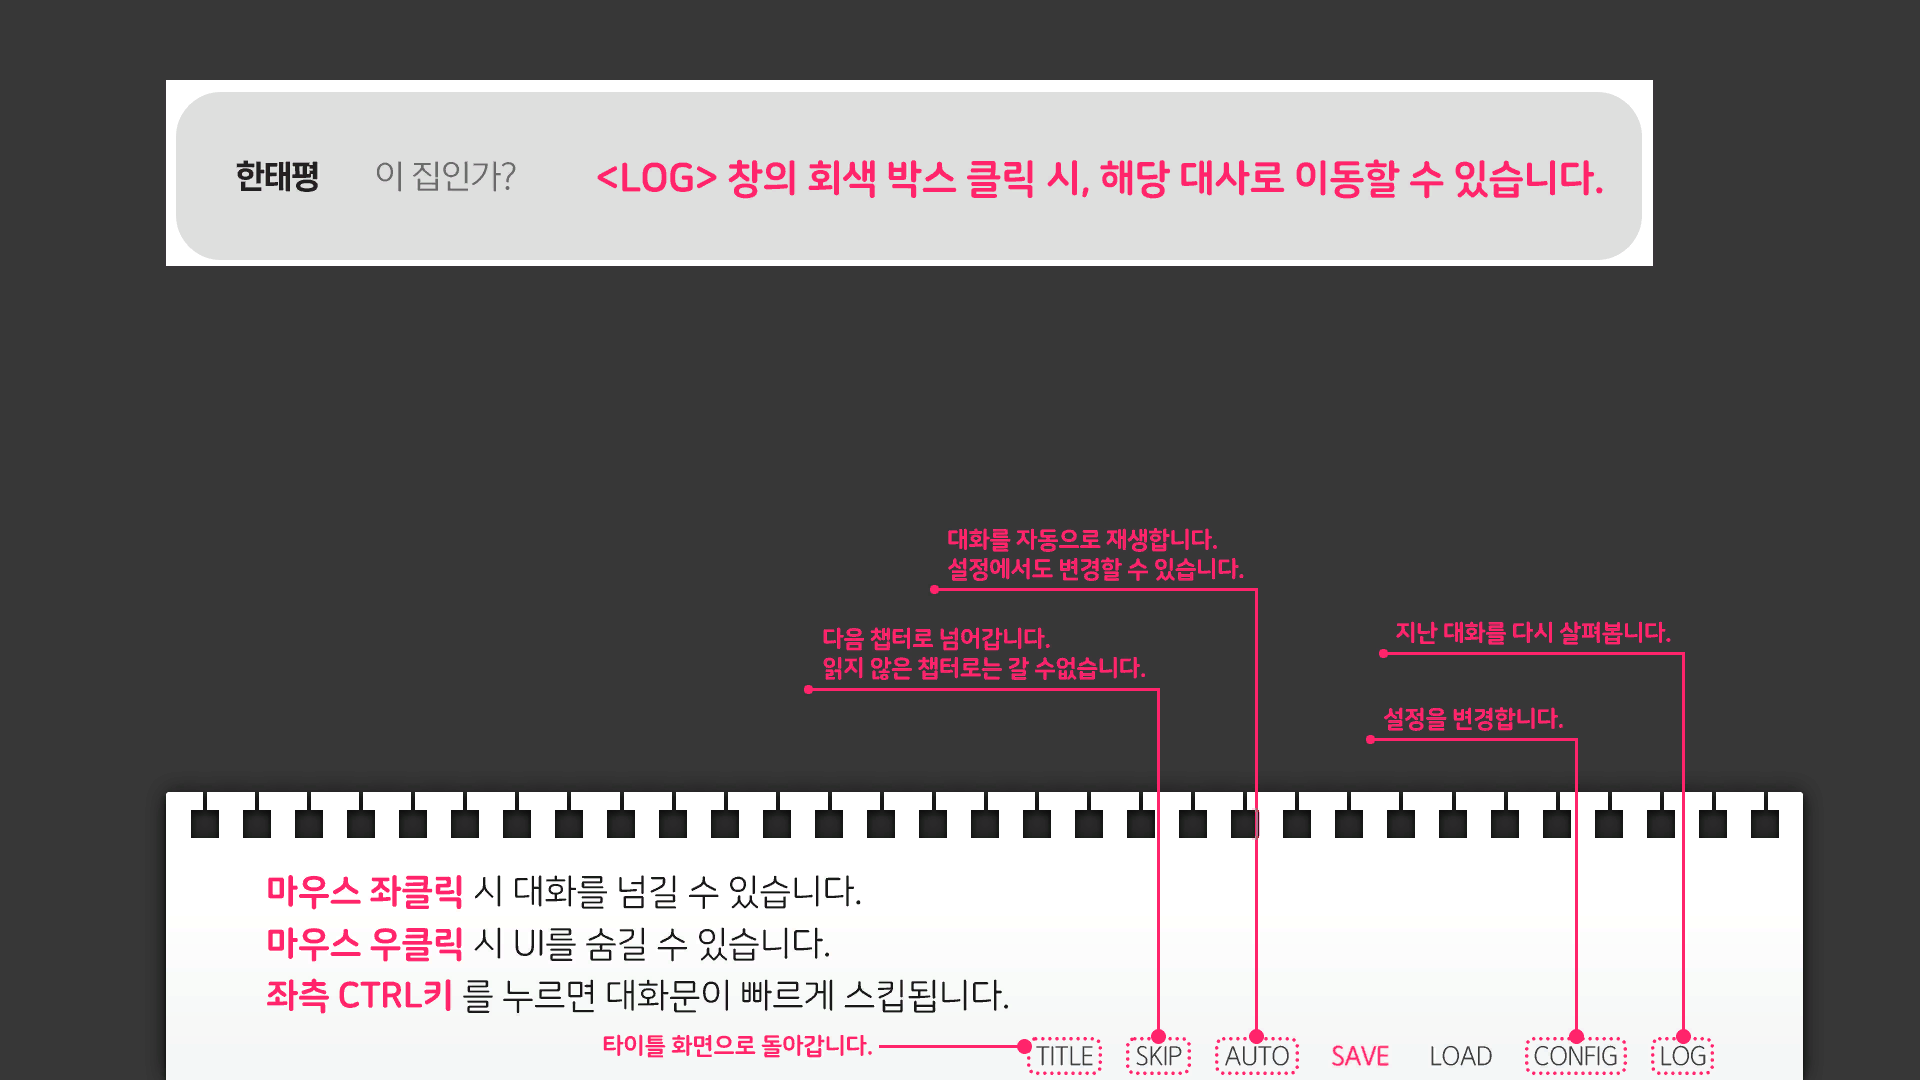 한태평 이 집인가? <LOG> 창의 회색 박스 클릭 시, 해당 대사로 이동할 수 있습니다.
대화를 자동으로 재생합니다.
설정에서도 변경할 수 있습니다.
다음 챕터로 넘어갑니다.
읽지 않은 챕터로는 갈 수없습니다.
지난 대화를 다시 살펴봅니다.
설정을 변경합니다.
마우스 좌클릭 시 대화를 넘길 수 있습니다.
마우스 우클릭 시 UI를 숨길 수 있습니다.
좌측 CTRL키 를 누르면 대화문이 빠르게 스킵됩니다.
타이틀 화면으로 돌아갑니다. TITLE SKIP AUTO SAVE LOAD CONFIG LOG